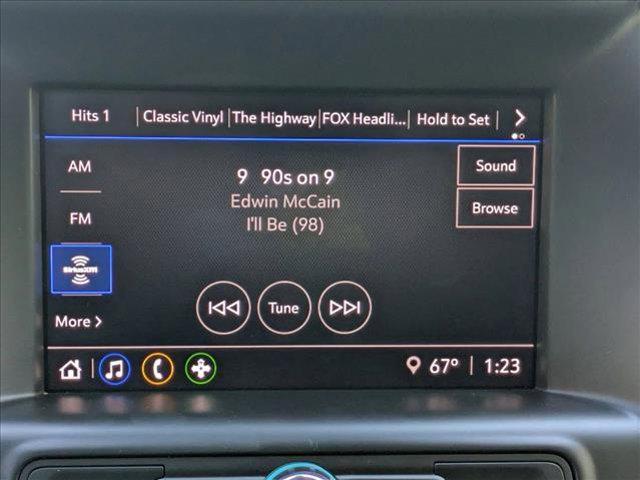 Hits 1 Classic Vinyl The Highway FOX Headli... Hold to Set
AM
9 90s on 9
Sound
Edwin McCain
FM
I'll Be (98)
Browse
SiriusXM
More
Tune
67° 1:23